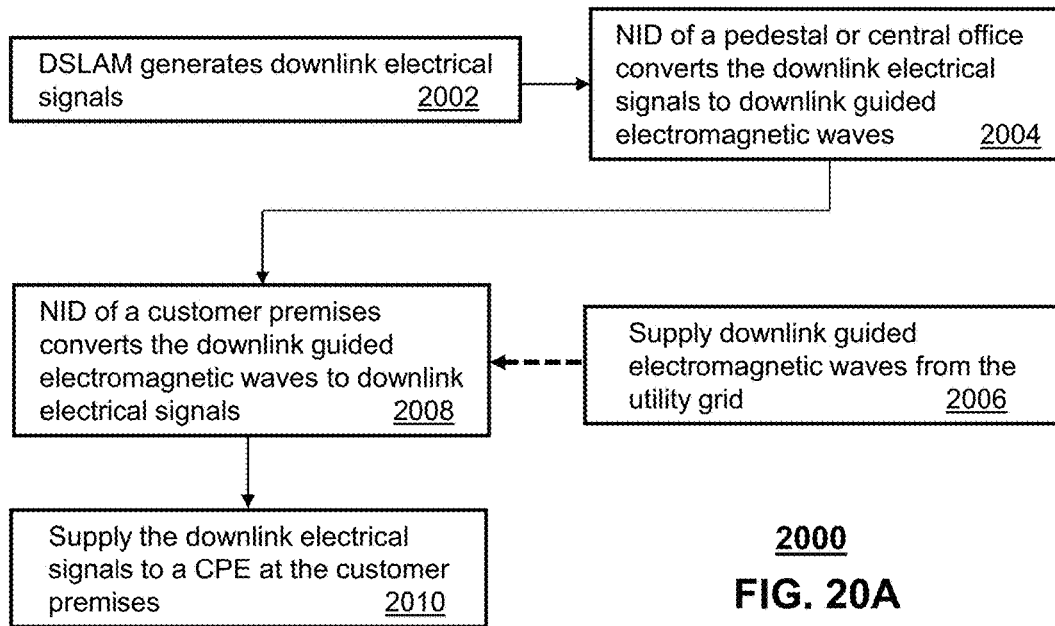 DSLAM generates downlink electrical
signals 2002
NID of a pedestal or central office
converts the downlink electrical
signals to downlink guided
electromagnetic waves 2004
NID of a customer premises
converts the downlink guided
electromagnetic waves to downlink
electrical signals 2008
Supply downlink guided
electromagnetic waves from the
utility grid 2006
Supply the downlink electrical
signals to a CPE at the customer
premises 2010
2000
FIG. 20A